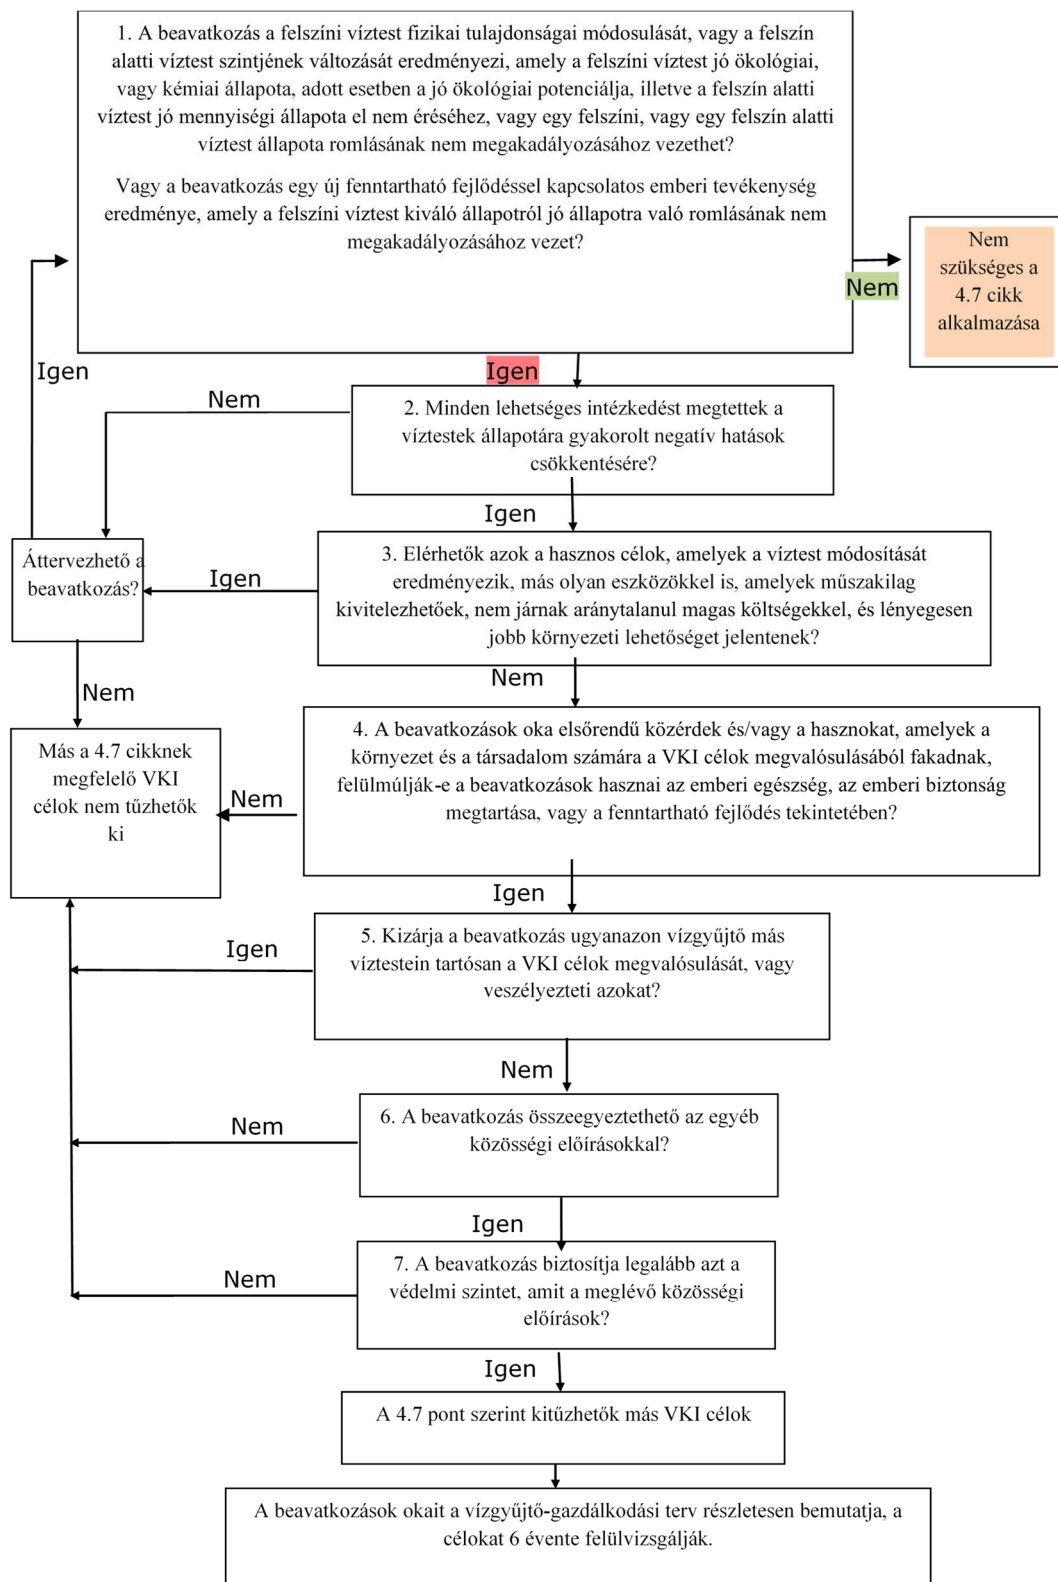 1. A beavatkozás a felszíni víztest fizikai tulajdonságai módosulását, vagy a felszín
alatti víztest szintjének változását eredményezi, amely a felszíni víztest jó ökológiai,
vagy kémiai állapota, adott esetben a jó ökológiai potenciálja, illetve a felszín alatti
víztest jó mennyiségi állapota el nem éréséhez, vagy egy felszíni, vagy egy felszín alatti
víztest állapota romlásának nem megakadályozásához vezethet?
Vagy a beavatkozás egy új fenntartható fejlődéssel kapcsolatos emberi tevékenység
eredménye, amely a felszíni víztest kiváló állapotról jó állapotra való romlásának nem
megakadályozásához vezet?
Nem
Nem
szükséges a
4.7 cikk
alkalmazása
Igen
Igen
Nem
2. Minden lehetséges intézkedést megtettek a
víztestek állapotára gyakorolt negatív hatások
csökkentésére?
Igen
Áttervezhető a
beavatkozás?
Igen
3. Elérhetők azok a hasznos célok, amelyek a víztest módosítását
eredményezik, más olyan eszközökkel is, amelyek műszakilag
kivitelezhetőek, nem járnak aránytalanul magas költségekkel, és lényegesen
jobb környezeti lehetőséget jelentenek?
Nem
Nem
Más a 4.7 cikknek
megfelelő VKI
célok nem tűzhetők
ki
Nem
4. A beavatkozások oka elsőrendű közérdek és/vagy a hasznokat, amelyek a
környezet és a társadalom számára a VKI célok megvalósulásából fakadnak,
felülmúlják-e a beavatkozások hasznai az emberi egészség, az emberi biztonság
megtartása, vagy a fenntartható fejlődés tekintetében?
Igen
Igen
5. Kizárja a beavatkozás ugyanazon vízgyűjtő más
víztestein tartósan a VKI célok megvalósulását, vagy
veszélyezteti azokat?
Nem
Nem
6. A beavatkozás összeegyeztethető az egyéb
közösségi előírásokkal?
Igen
Nem
7. A beavatkozás biztosítja legalább azt a
védelmi szintet, amit a meglévő közösségi
előírások?
Igen
A 4.7 pont szerint kitűzhetők más VKI célok
A beavatkozások okait a vízgyűjtő-gazdálkodási terv részletesen bemutatja, a
célokat 6 évente felülvizsgálják.